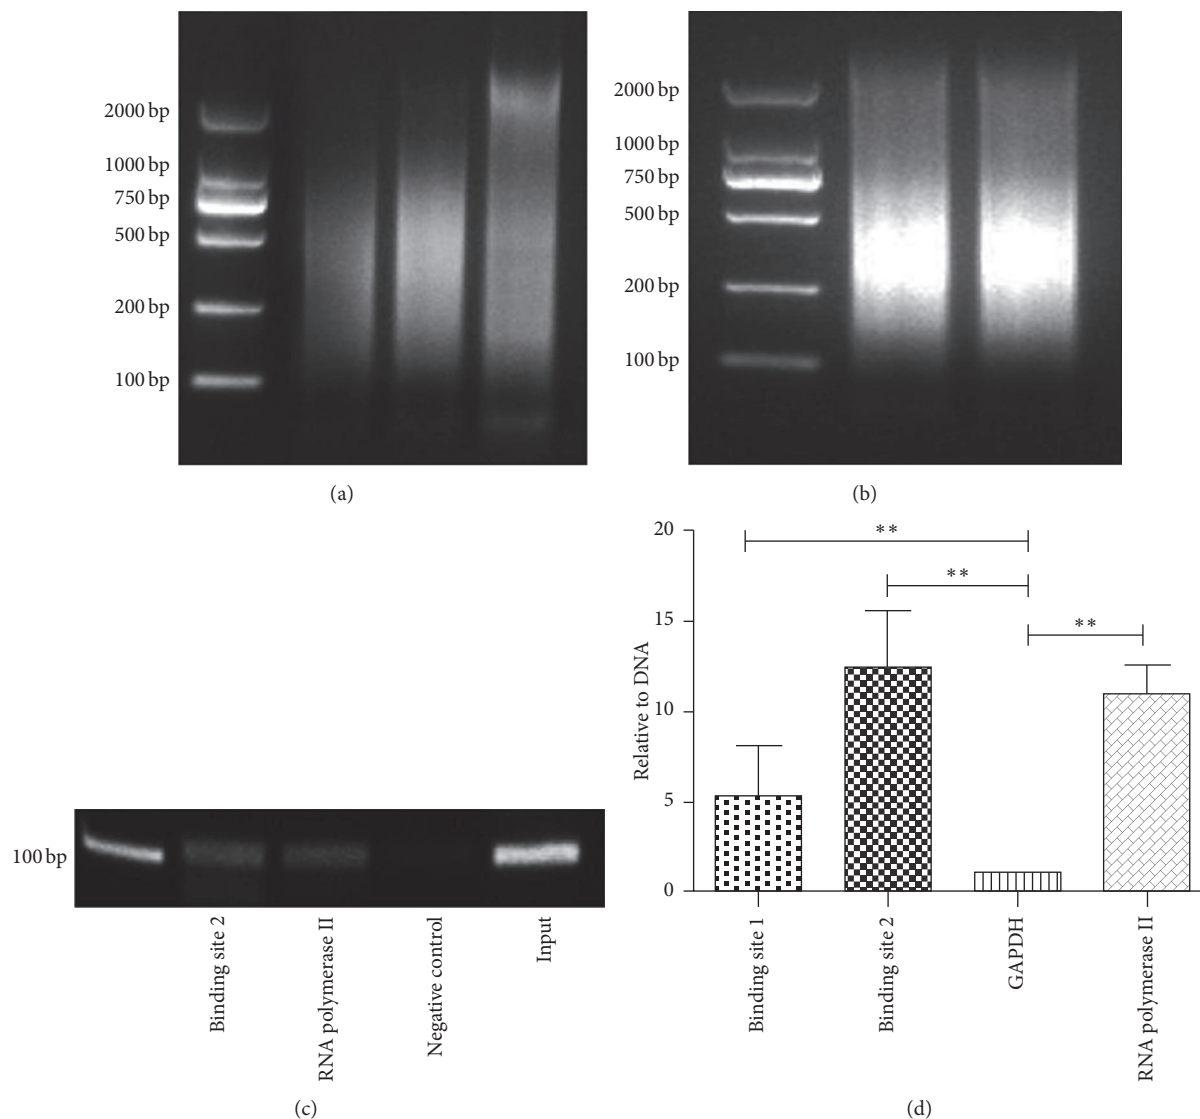 2000 bp
1000 bp
750 bp
500 bp
200 bp
100 bp
(a)
2000 bp
1000 bp
750 bp
500 bp
200 bp
100 bp
(b)
100 bp
Binding site 2
RNA polymerase II
Negative control
Input
(c)
20
15
10
5
0
Relative to DNA
**
**
**
Binding site 1
Binding site 2
GAPDH
RNA polymerase II
(d)